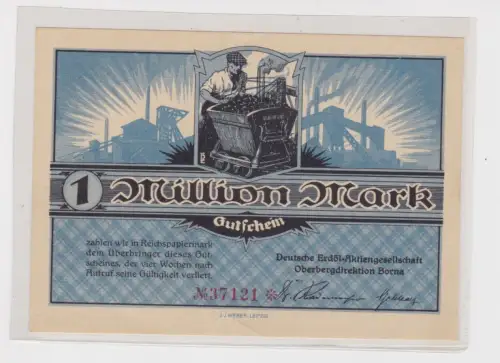 1 Million Mark
Gutschein
zahlen wir in Reichspapiermark
dem Überbringer dieses Gut-
scheines, der vier Wochen nach
Aufruf seine Gültigkeit verliert.
Deutsche Erdöl-Aktiengesellschaft
Oberbergdirektion Borna
№37121 ✻